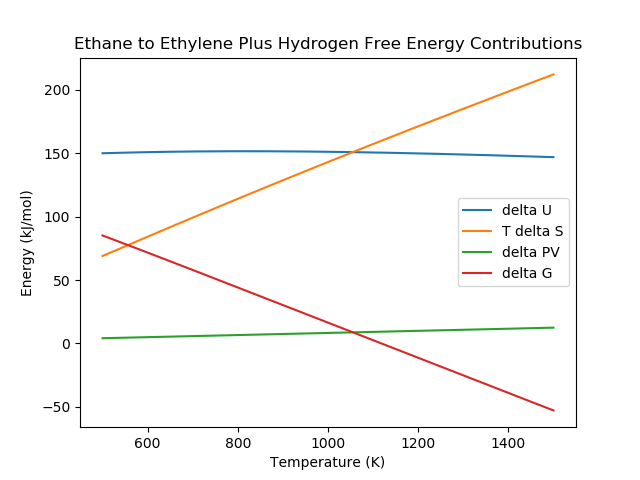 Ethane to Ethylene Plus Hydrogen Free Energy Contributions
200
150
100
50
0
−50
Energy (kJ/mol)
delta U
T delta S
delta PV
delta G
600 800 1000 1200 1400
Temperature (K)